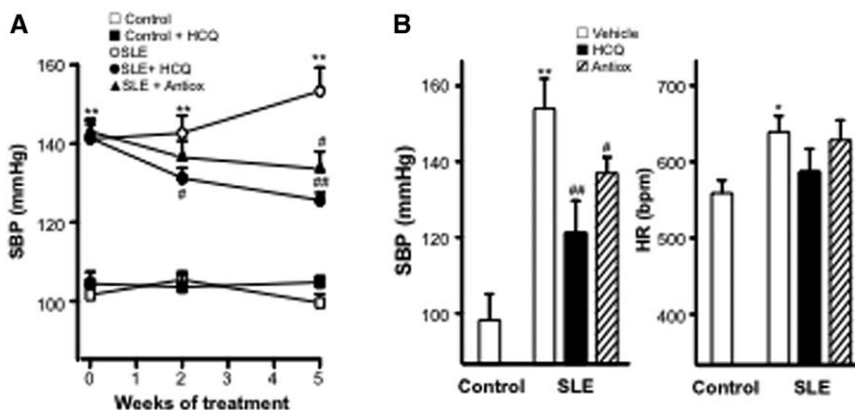 A
Control
Control + HCQ
SLE
SLE+ HCQ
SLE + Antiox
160
140
120
100
SBP (mmHg)
**
**
**
#
#
##
0
1
2
3
4
5
Weeks of treatment
B
Vehicle
HCQ
Antiox
160
140
120
100
SBP (mmHg)
**
##
#
Control SLE
700
600
500
400
HR (bpm)
*
Control SLE